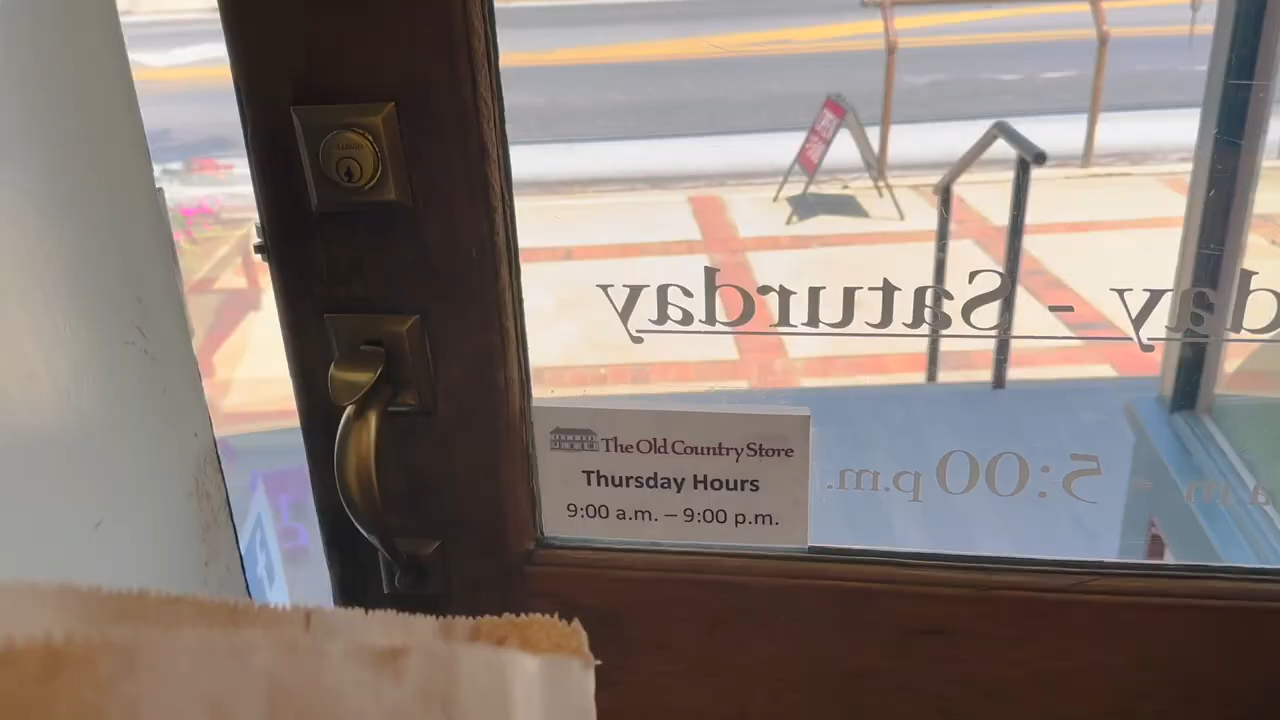 day - Saturday
a.m. - 5:00 p.m.
The Old Country Store
Thursday Hours
9:00 a.m. – 9:00 p.m.